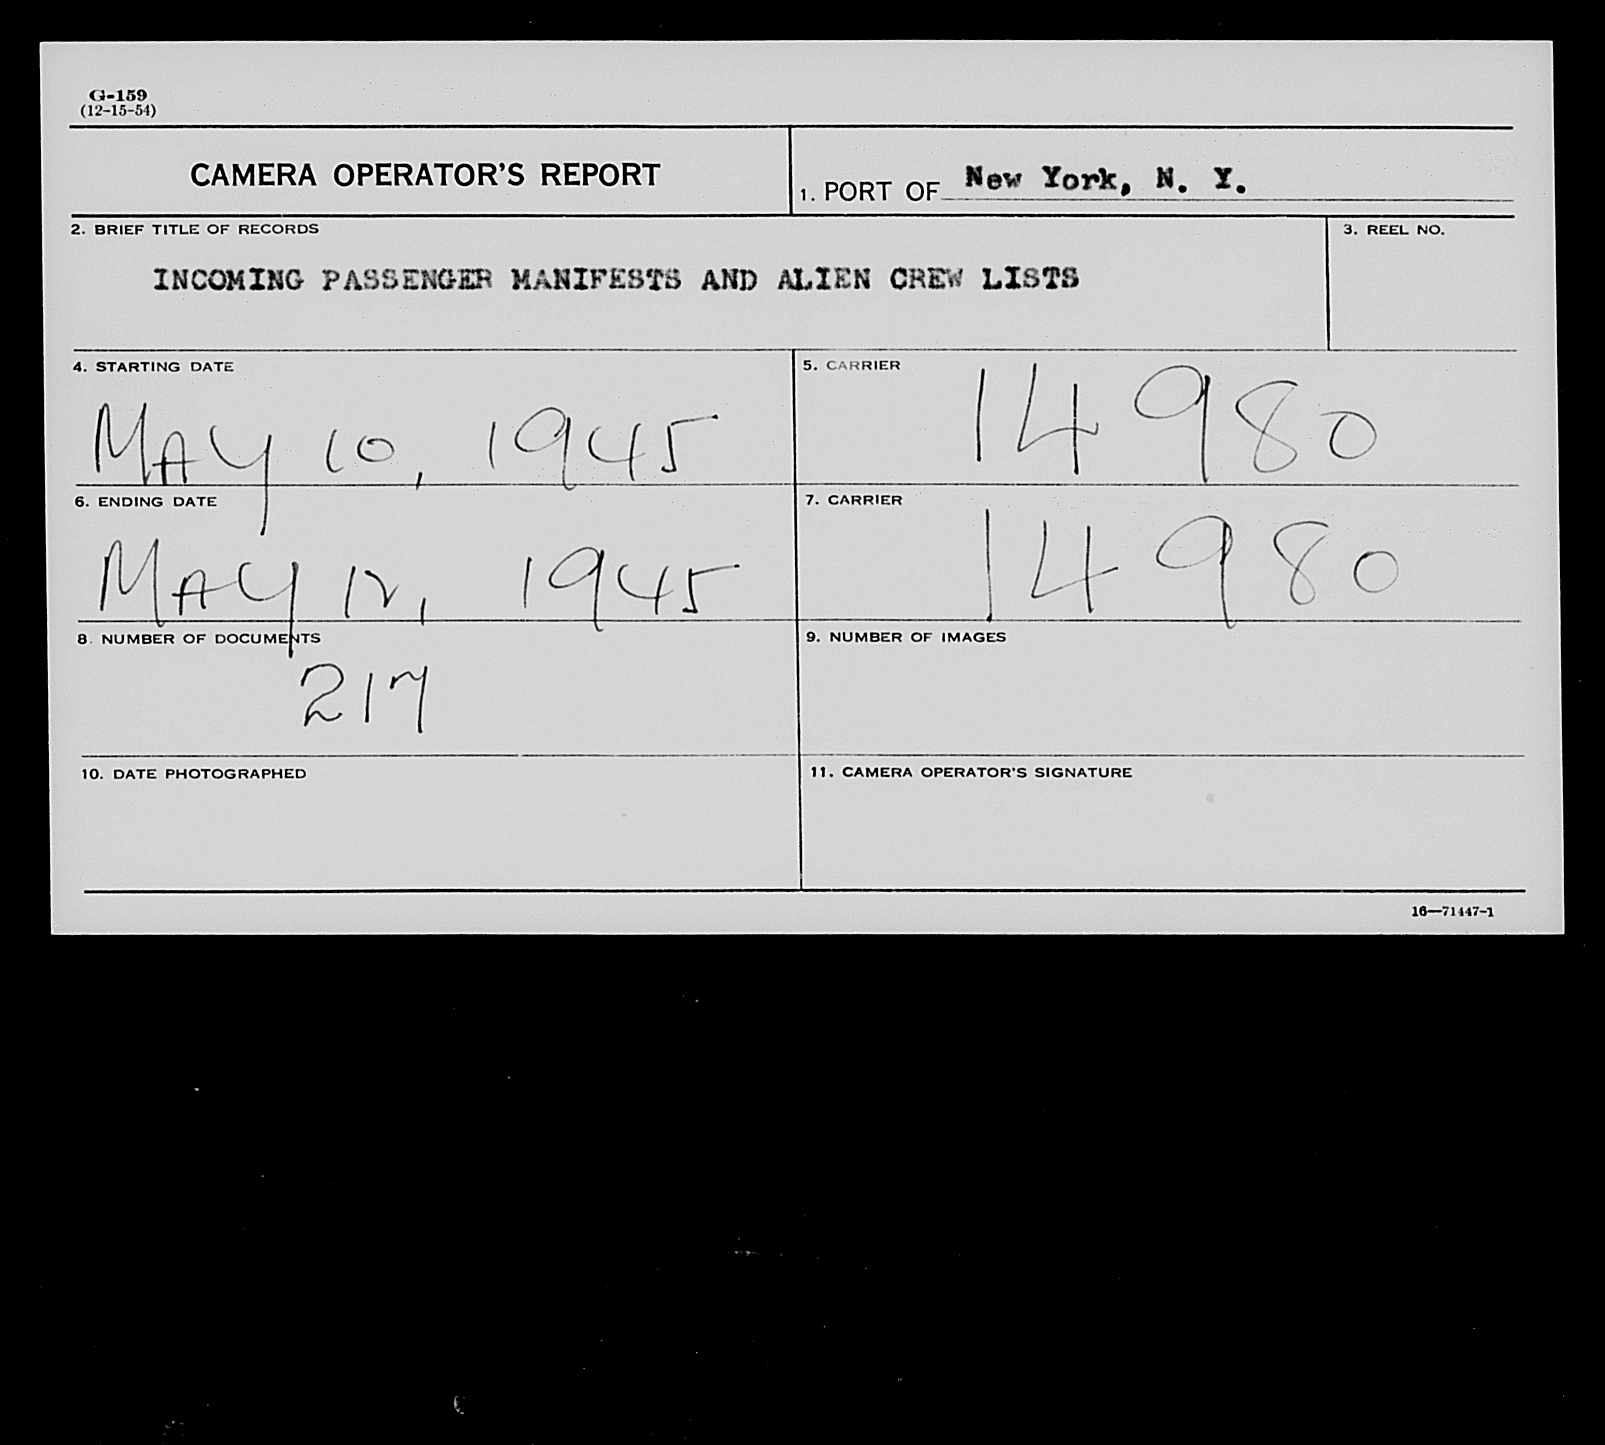 G-159
(12-15-54)
CAMERA OPERATOR'S REPORT
1. PORT OF New York, N. Y.
2. BRIEF TITLE OF RECORDS
3. REEL NO.
INCOMING PASSENGER MANIFESTS AND ALIEN CREW LISTS
4. STARTING DATE
5. CARRIER
MAY 10, 1945
14980
6. ENDING DATE
7. CARRIER
MAY 12, 1945
14980
8. NUMBER OF DOCUMENTS
9. NUMBER OF IMAGES
217
10. DATE PHOTOGRAPHED
11. CAMERA OPERATOR'S SIGNATURE
16—71447-1